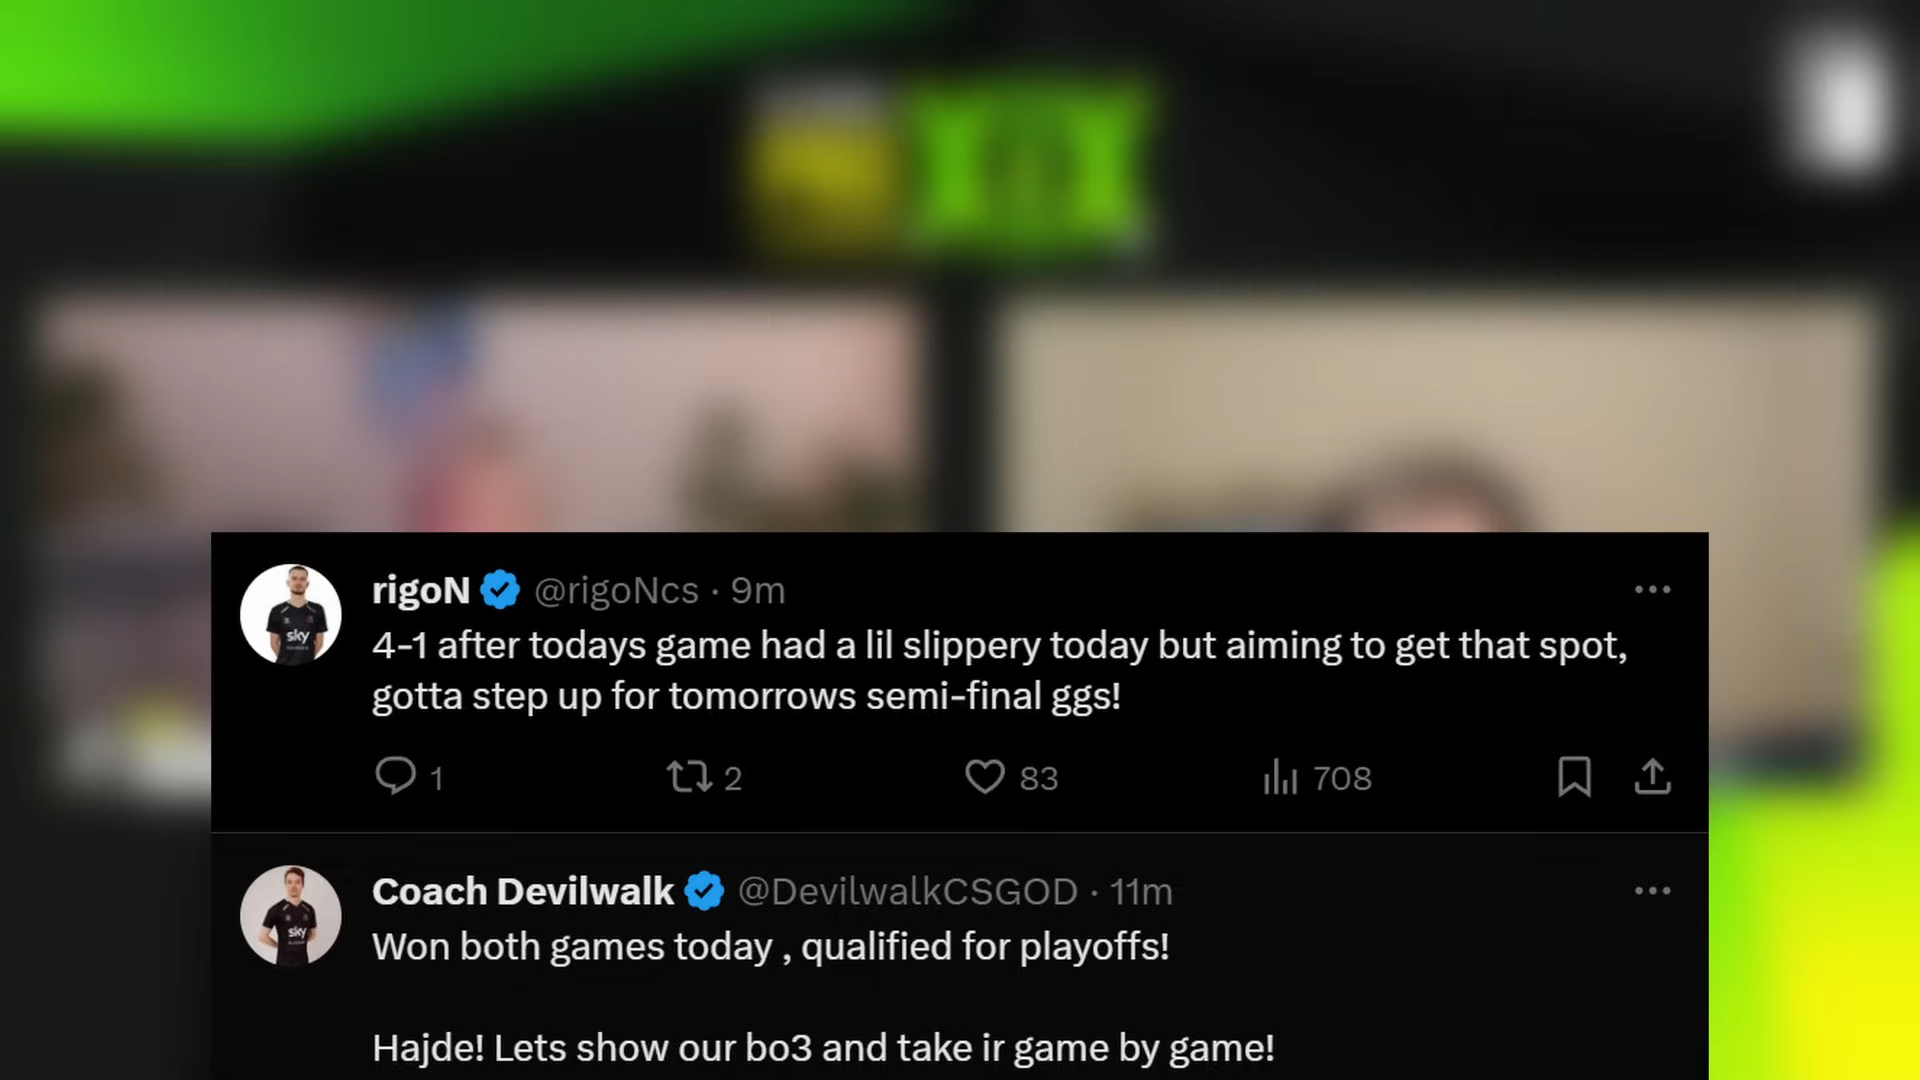 rigoN @rigoNcs · 9m
4-1 after todays game had a lil slippery today but aiming to get that spot,
gotta step up for tomorrows semi-final ggs!
1 2 83 708
Coach Devilwalk @DevilwalkCSGOD · 11m
Won both games today , qualified for playoffs!
Hajde! Lets show our bo3 and take ir game by game!
sky
sky